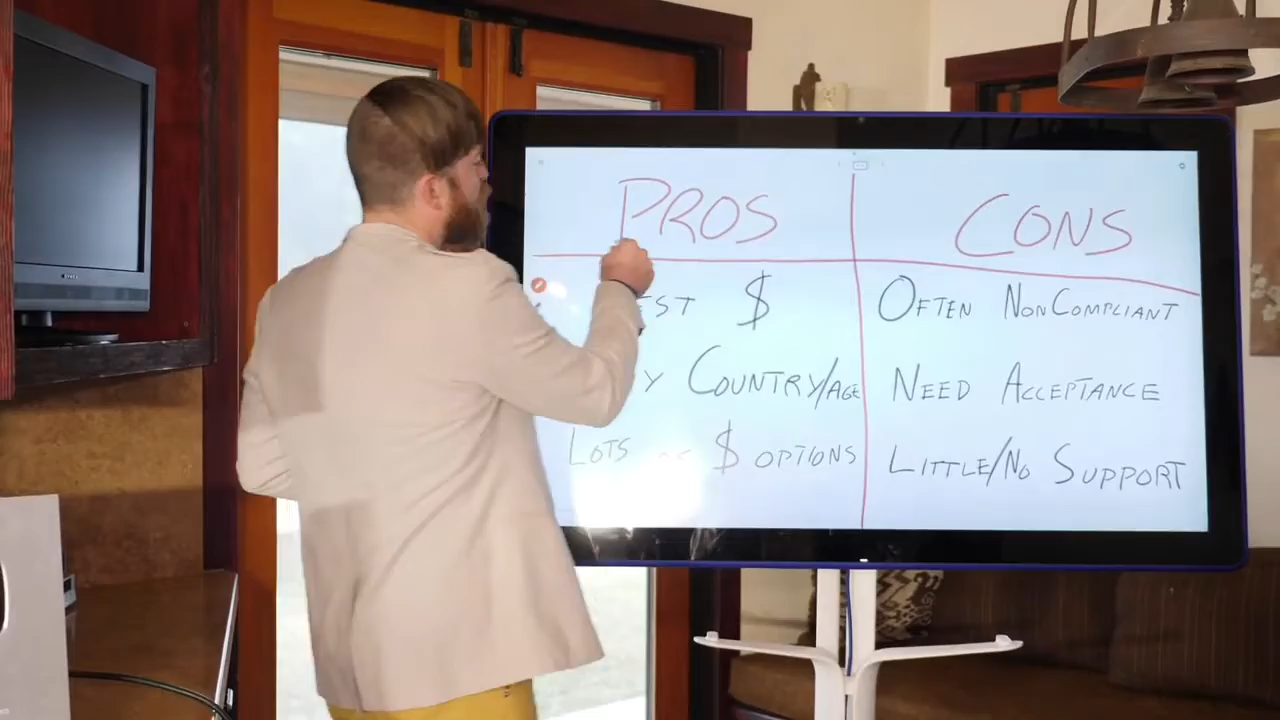 PROS
CONS
$
OFTEN NONCOMPLIANT
COUNTRY/AGE
NEED ACCEPTANCE
LOTS $ OPTIONS
LITTLE/NO SUPPORT